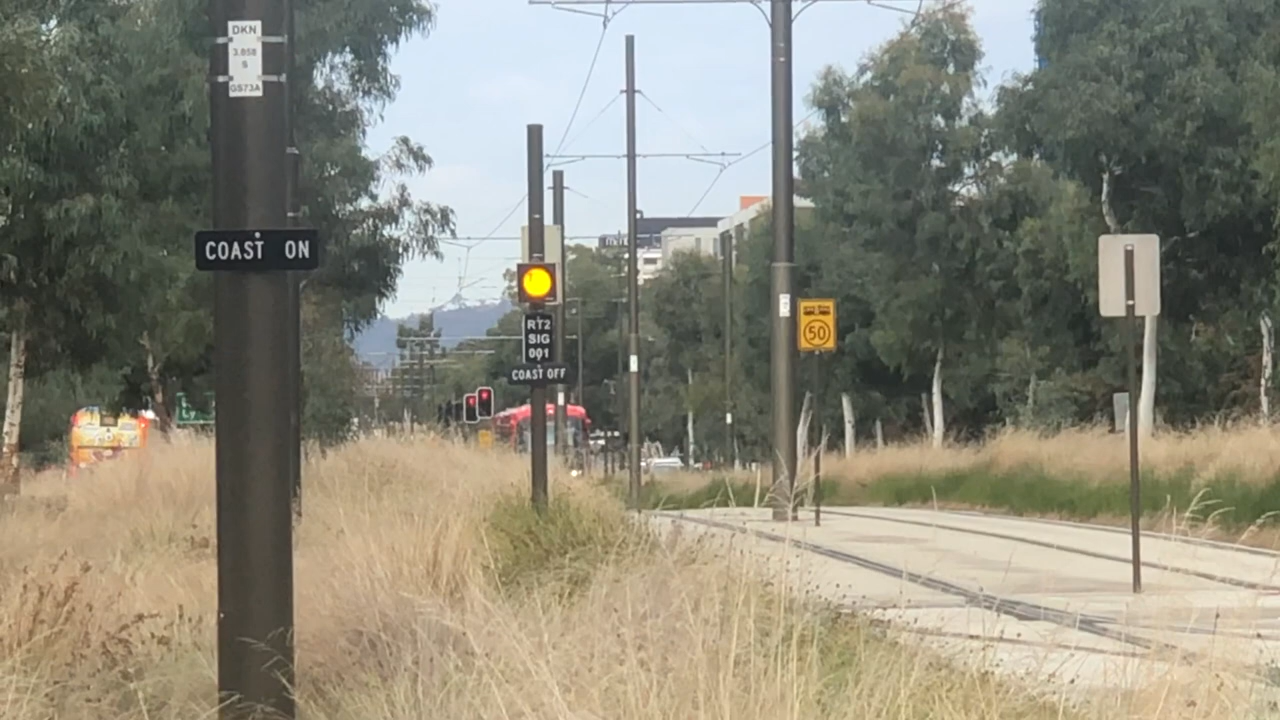 DKN
3.858
S
GS73A
COAST ON
RT2
SIG
001
COAST OFF
50